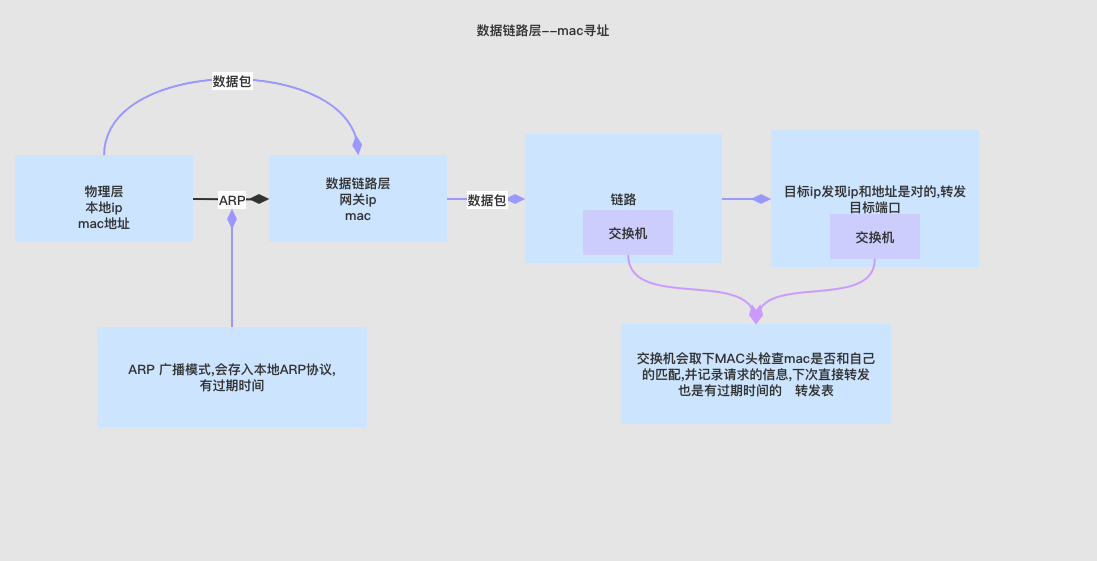 数据链路层--mac寻址
数据包
物理层
本地ip
mac地址
ARP
数据链路层
网关ip
mac
数据包
链路
交换机
目标ip发现ip和地址是对的,转发
目标端口
交换机
ARP 广播模式,会存入本地ARP协议,
有过期时间
交换机会取下MAC头检查mac是否和自己
的匹配,并记录请求的信息,下次直接转发
也是有过期时间的 转发表